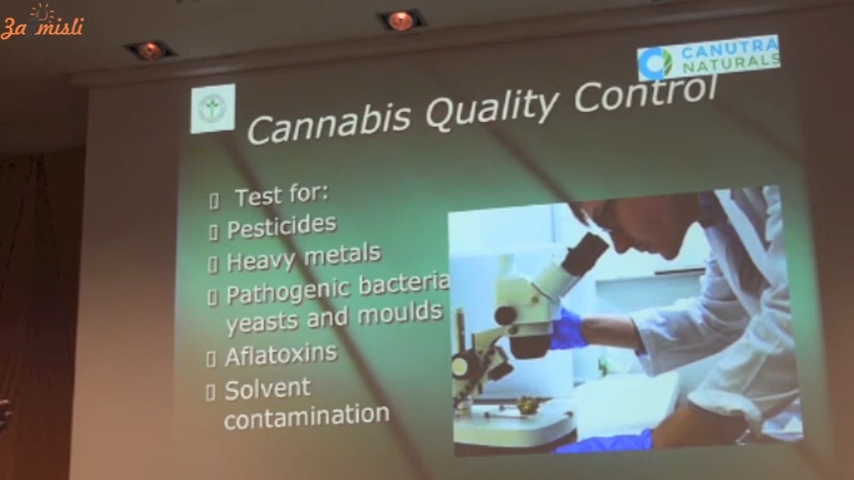 Za misli
CANUTRA
NATURALS
Cannabis Quality Control
Test for:
Pesticides
Heavy metals
Pathogenic bacteria
yeasts and moulds
Aflatoxins
Solvent
contamination